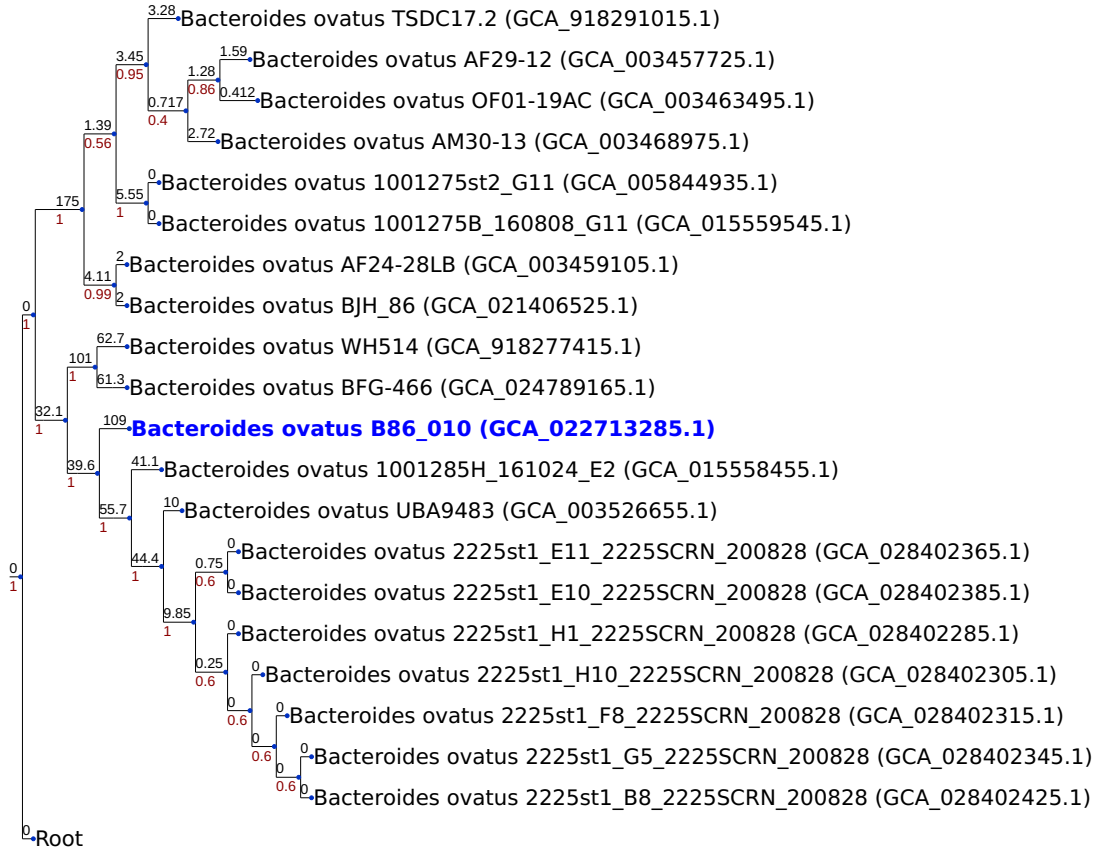 3.28 Bacteroides ovatus TSDC17.2 (GCA_918291015.1)
1.59 Bacteroides ovatus AF29-12 (GCA_003457725.1)
3.45
0.95
1.28
0.86
0.412 Bacteroides ovatus OF01-19AC (GCA_003463495.1)
0.717
0.4
1.39
0.56
2.72 Bacteroides ovatus AM30-13 (GCA_003468975.1)
0 Bacteroides ovatus 1001275st2_G11 (GCA_005844935.1)
175
1
5.55
1
0 Bacteroides ovatus 1001275B_160808_G11 (GCA_015559545.1)
2 Bacteroides ovatus AF24-28LB (GCA_003459105.1)
4.11
0.99
2 Bacteroides ovatus BJH_86 (GCA_021406525.1)
0
1
62.7 Bacteroides ovatus WH514 (GCA_918277415.1)
101
1
61.3 Bacteroides ovatus BFG-466 (GCA_024789165.1)
32.1
1
109 Bacteroides ovatus B86_010 (GCA_022713285.1)
39.6
1
41.1 Bacteroides ovatus 1001285H_161024_E2 (GCA_015558455.1)
55.7
1
10 Bacteroides ovatus UBA9483 (GCA_003526655.1)
0 Bacteroides ovatus 2225st1_E11_2225SCRN_200828 (GCA_028402365.1)
44.4
1
0.75
0.6
0
1
0 Bacteroides ovatus 2225st1_E10_2225SCRN_200828 (GCA_028402385.1)
9.85
1
0 Bacteroides ovatus 2225st1_H1_2225SCRN_200828 (GCA_028402285.1)
0.25
0.6
0 Bacteroides ovatus 2225st1_H10_2225SCRN_200828 (GCA_028402305.1)
0
0.6
0 Bacteroides ovatus 2225st1_F8_2225SCRN_200828 (GCA_028402315.1)
0
0.6
0 Bacteroides ovatus 2225st1_G5_2225SCRN_200828 (GCA_028402345.1)
0
0.6
0 Bacteroides ovatus 2225st1_B8_2225SCRN_200828 (GCA_028402425.1)
0 Root